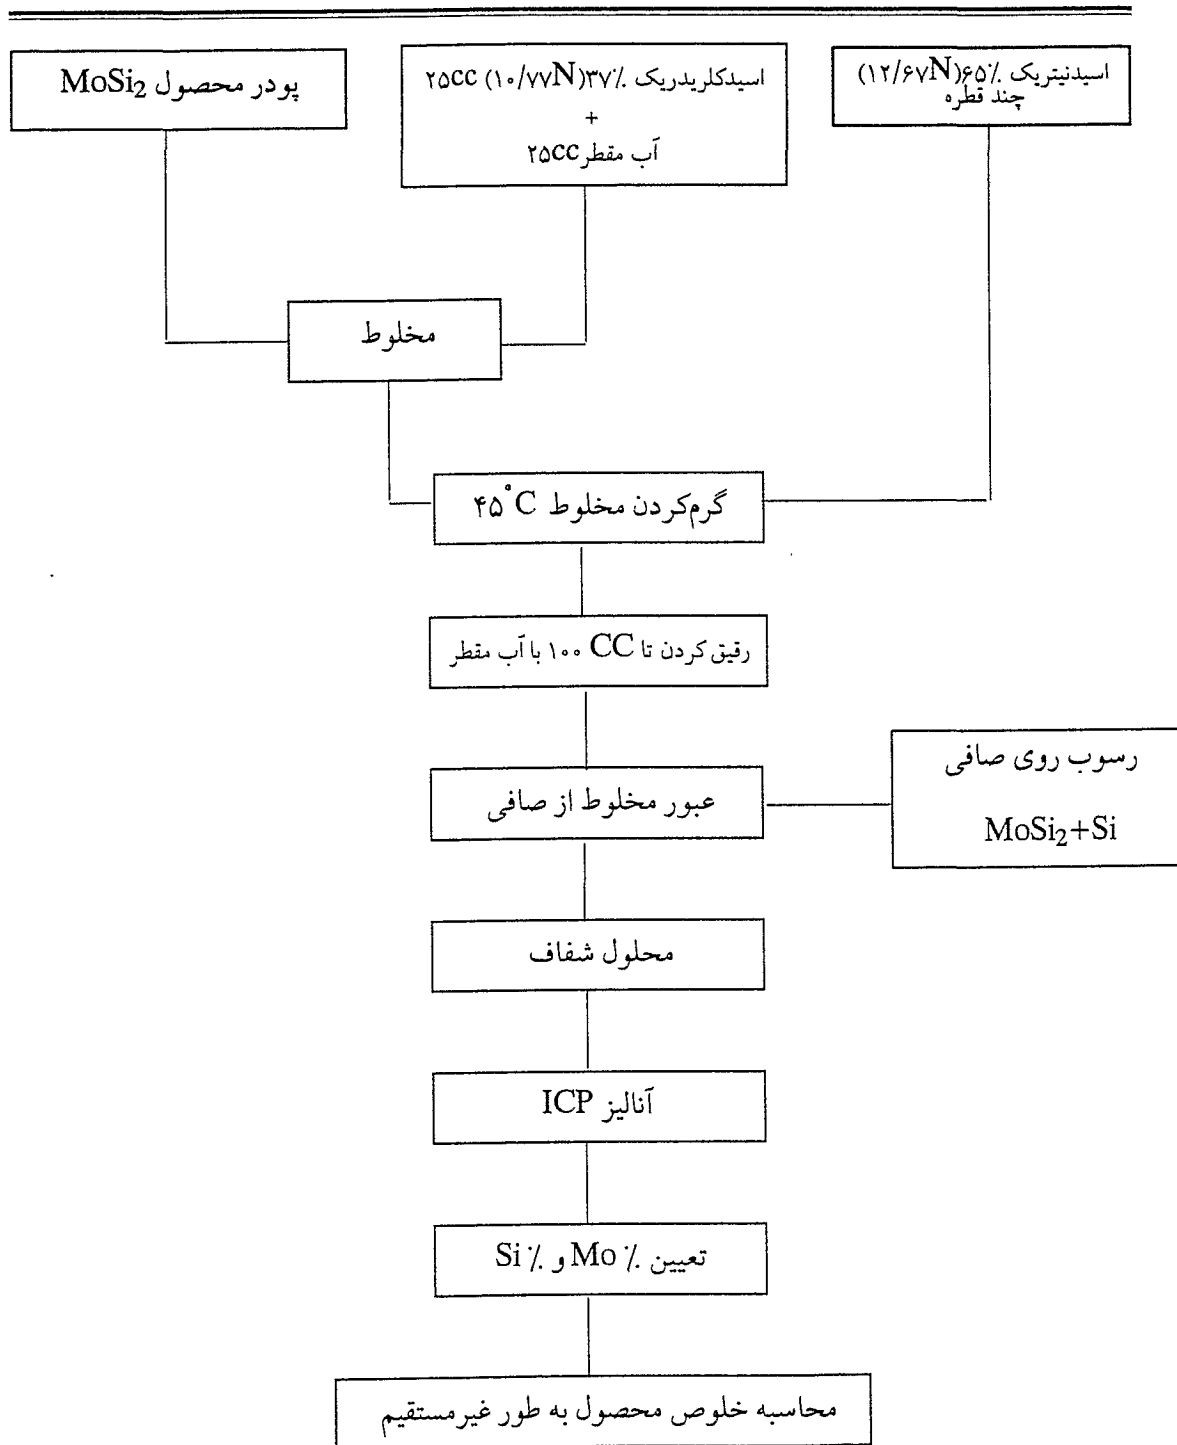 پودر محصول MoSi2
اسیدکلریدریک ٪۳۷(۱۰/۷۷N) ۲۵cc
+
آب مقطر ۲۵cc
اسیدنیتریک ٪۶۵(۱۲/۶۷N)
چند قطره
مخلوط
گرم‌کردن مخلوط ۴۵°C
رقیق کردن تا ۱۰۰ CC با آب مقطر
عبور مخلوط از صافی
رسوب روی صافی
MoSi2+Si
محلول شفاف
آنالیز ICP
تعیین ٪ Mo و ٪ Si
محاسبه خلوص محصول به طور غیرمستقیم